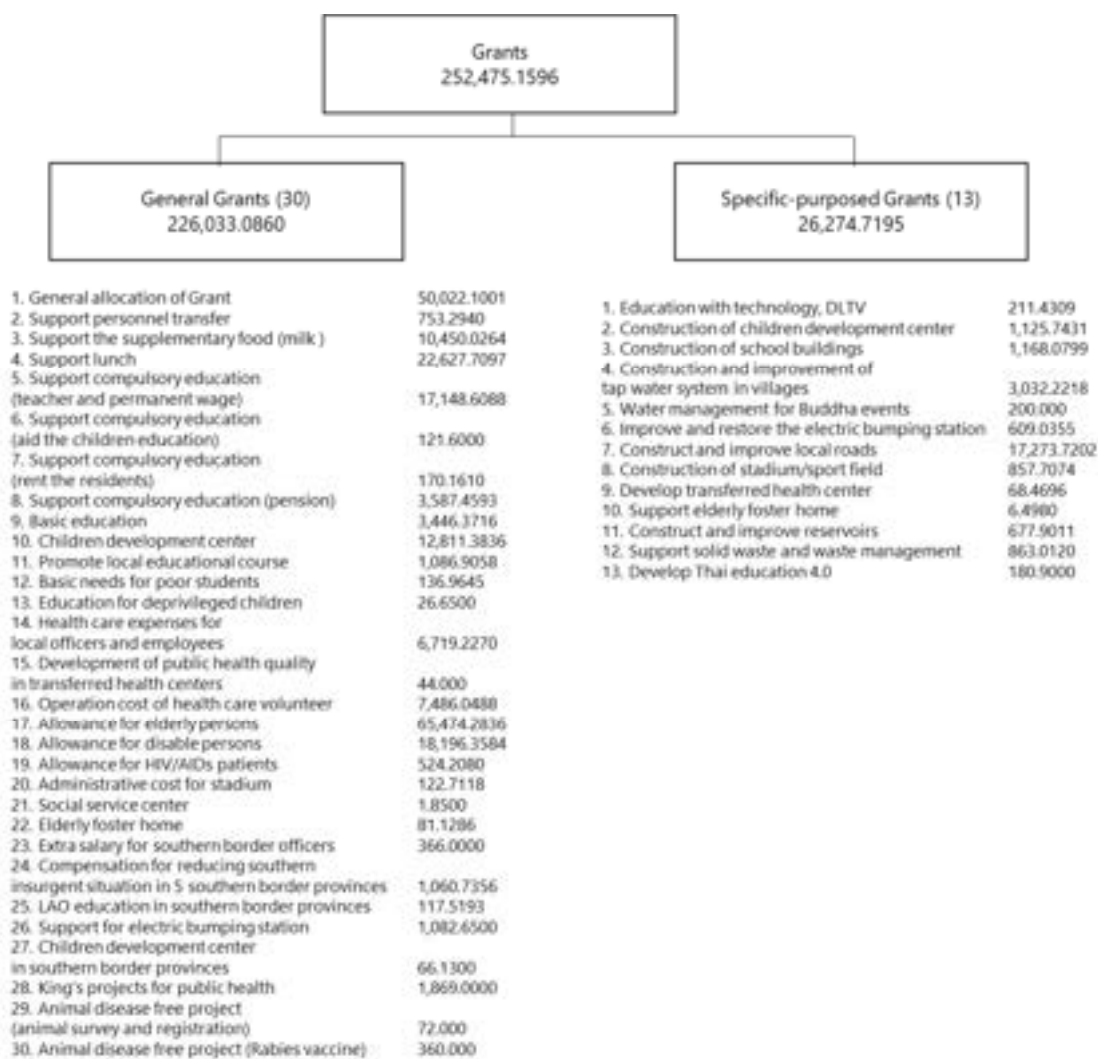 Grants
252,475.1596
General Grants (30)
226,033.0860
Specific-purposed Grants (13)
26,274.7195
1. General allocation of Grant 50,022.1001
2. Support personnel transfer 753.2940
3. Support the supplementary food (milk ) 10,450.0264
4. Support lunch 22,627.7097
5. Support compulsory education
(teacher and permanent wage) 17,148.6088
6. Support compulsory education
(aid the children education) 121.6000
7. Support compulsory education
(rent the residents) 170.1610
8. Support compulsory education (pension) 3,587.4593
9. Basic education 3,446.3716
10. Children development center 12,811.3836
11. Promote local educational course 1,086.9058
12. Basic needs for poor students 136.9645
13. Education for deprivileged children 26.6500
14. Health care expenses for
local officers and employees 6,719.2270
15. Development of public health quality
in transferred health centers 44.000
16. Operation cost of health care volunteer 7,486.0488
17. Allowance for elderly persons 65,474.2836
18. Allowance for disable persons 18,196.3584
19. Allowance for HIV/AIDs patients 524.2080
20. Administrative cost for stadium 122.7118
21. Social service center 1.8500
22. Elderly foster home 81.1286
23. Extra salary for southern border officers 366.0000
24. Compensation for reducing southern
insurgent situation in 5 southern border provinces 1,060.7356
25. LAO education in southern border provinces 117.5193
26. Support for electric bumping station 1,082.6500
27. Children development center
in southern border provinces 66.1300
28. King's projects for public health 1,869.0000
29. Animal disease free project
(animal survey and registration) 72.000
30. Animal disease free project (Rabies vaccine) 360.000
1. Education with technology, DLTV 211.4309
2. Construction of children development center 1,125.7431
3. Construction of school buildings 1,168.0799
4. Construction and improvement of
tap water system in villages 3,032.2218
5. Water management for Buddha events 200.000
6. Improve and restore the electric bumping station 609.0355
7. Construct and improve local roads 17,273.7202
8. Construction of stadium/sport field 857.7074
9. Develop transferred health center 68.4696
10. Support elderly foster home 6.4980
11. Construct and improve reservoirs 677.9011
12. Support solid waste and waste management 863.0120
13. Develop Thai education 4.0 180.9000